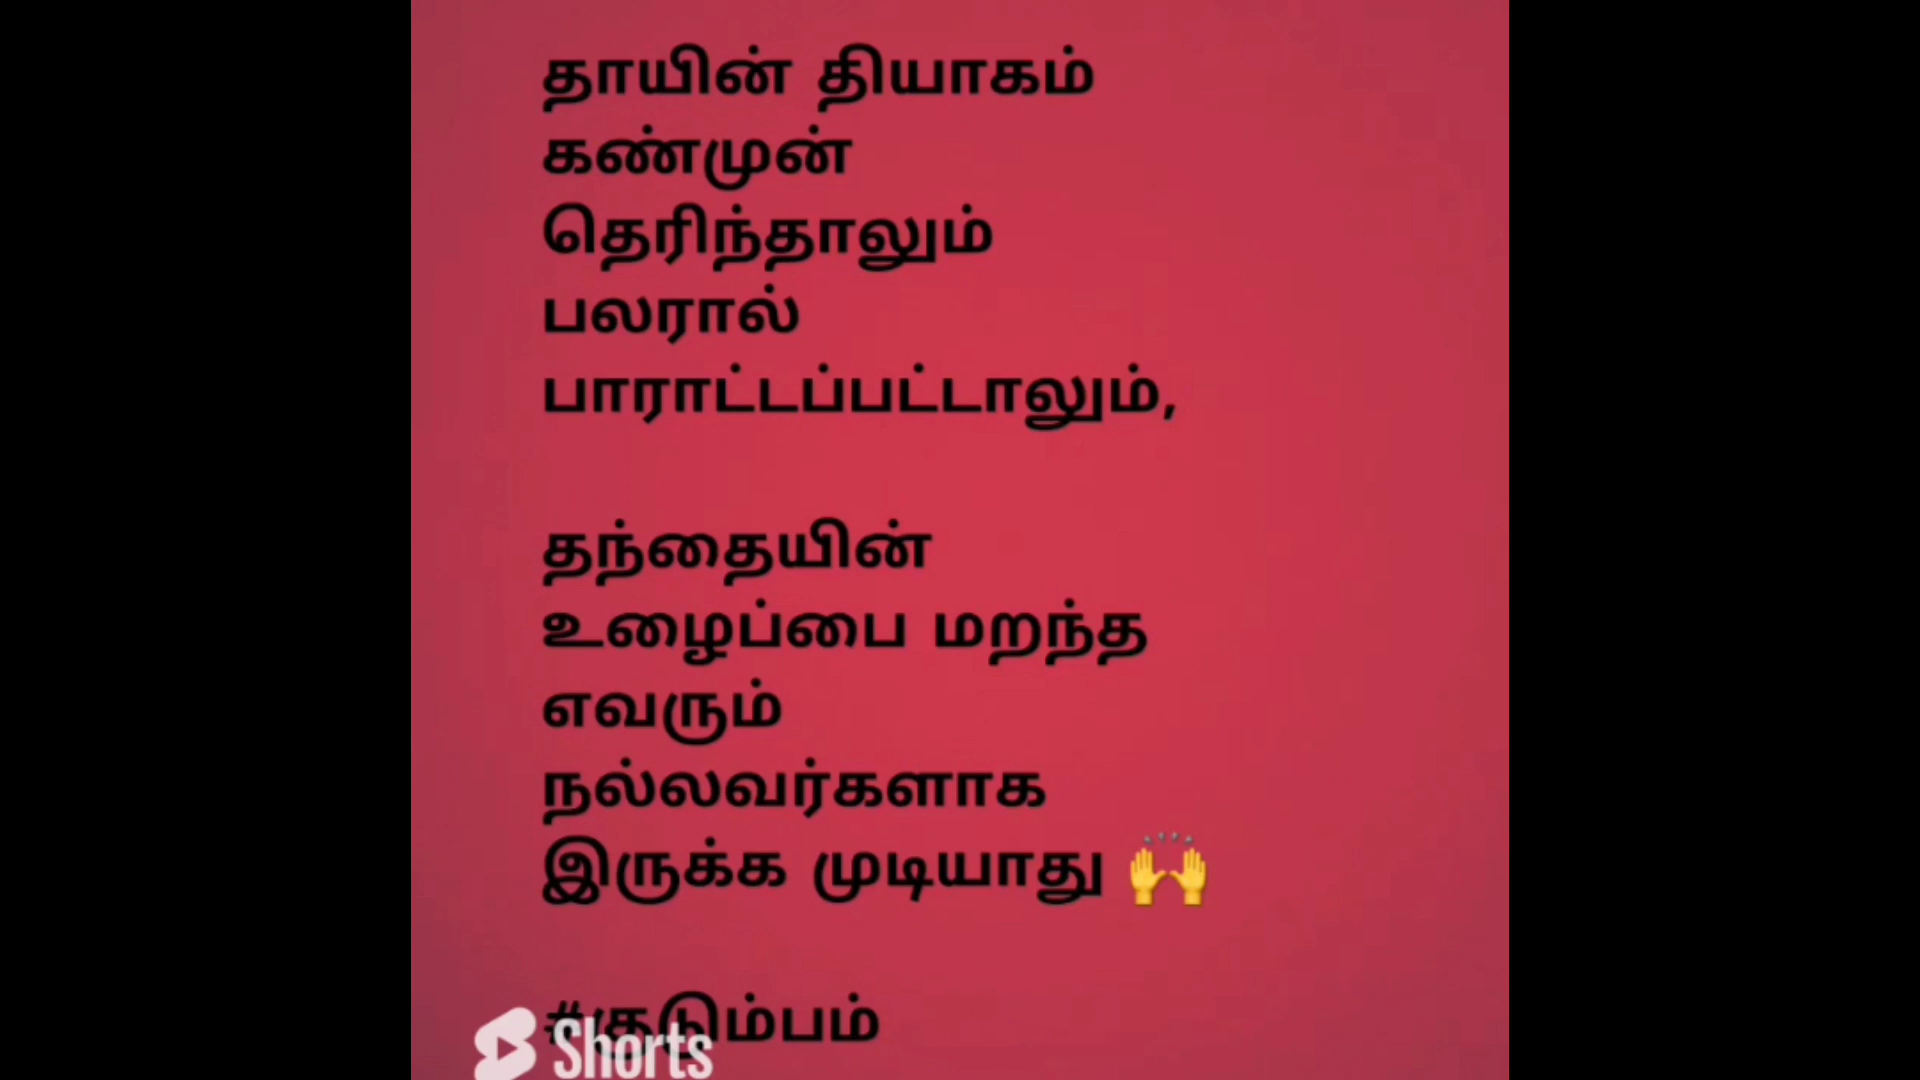 தாயின் தியாகம்
கண்முன்
தெரிந்தாலும்
பலரால்
பாராட்டப்பட்டாலும்,
தந்தையின்
உழைப்பை மறந்த
எவரும்
நல்லவர்களாக
இருக்க முடியாது 🙌
#குடும்பம்
Shorts